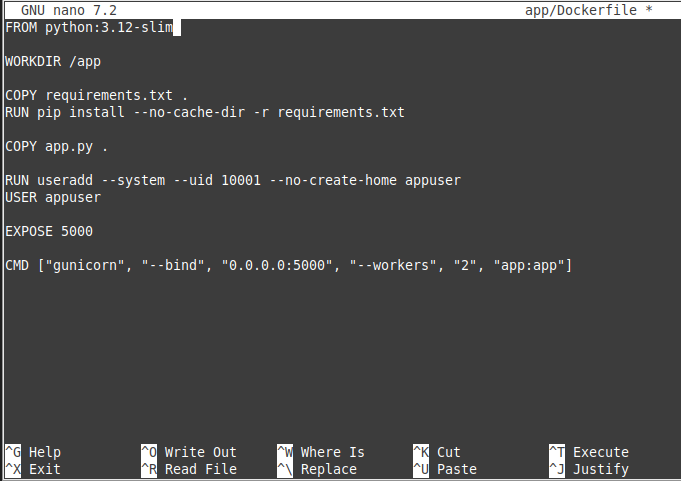 GNU nano 7.2 app/Dockerfile *
FROM python:3.12-slim
WORKDIR /app
COPY requirements.txt .
RUN pip install --no-cache-dir -r requirements.txt
COPY app.py .
RUN useradd --system --uid 10001 --no-create-home appuser
USER appuser
EXPOSE 5000
CMD ["gunicorn", "--bind", "0.0.0.0:5000", "--workers", "2", "app:app"]
^G Help ^O Write Out ^W Where Is ^K Cut ^T Execute
^X Exit ^R Read File ^\ Replace ^U Paste ^J Justify